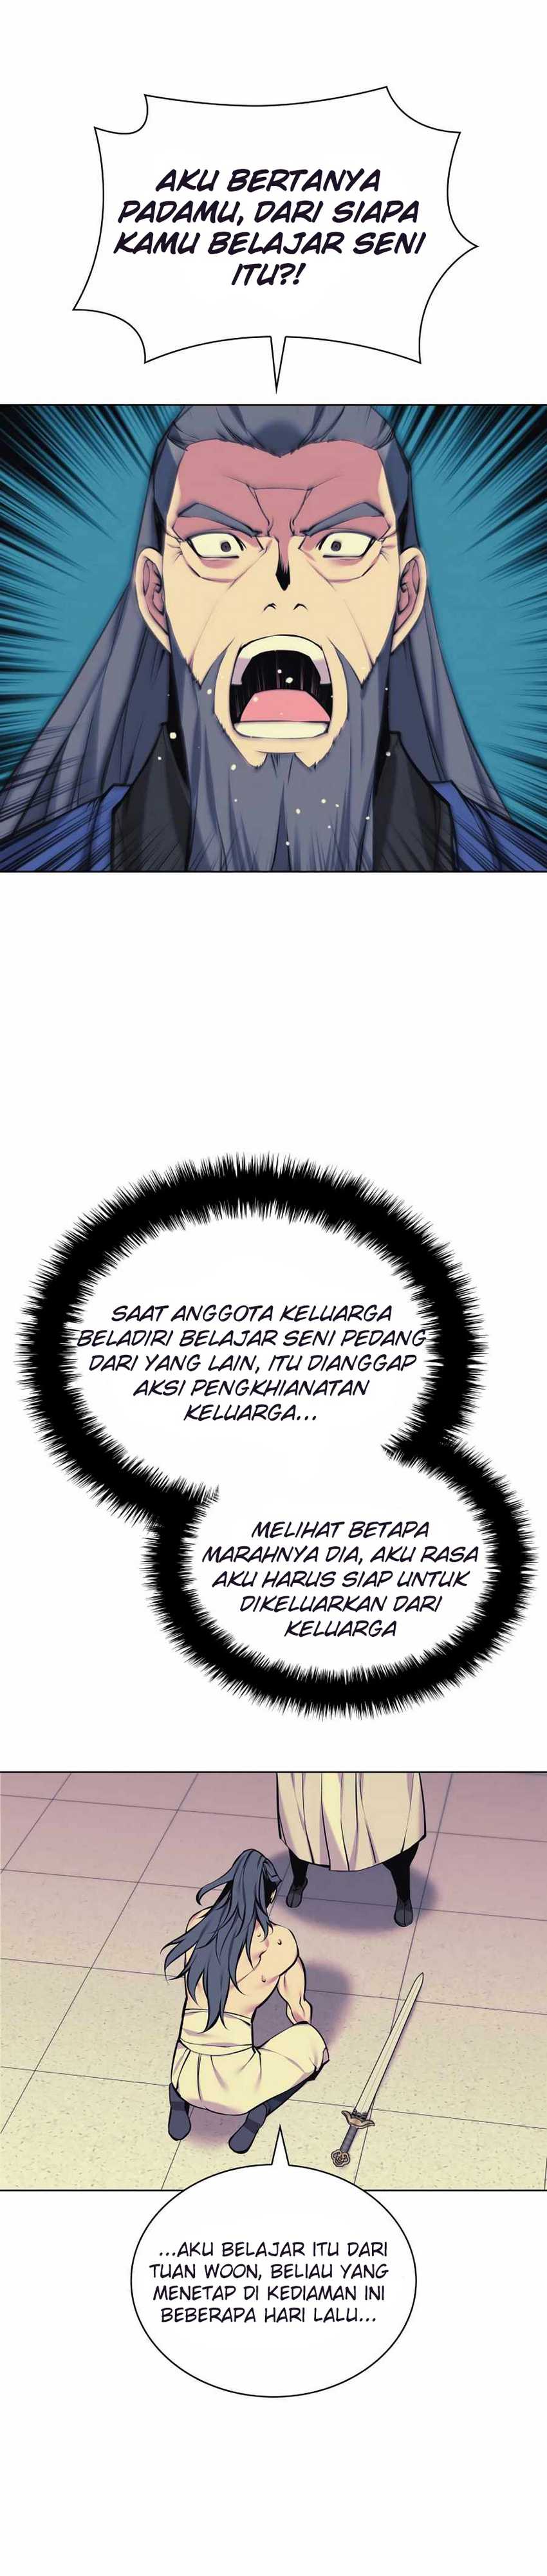 AKU BERTANYA
PADAMU, DARI SIAPA
KAMU BELAJAR SENI
ITU?!
SAAT ANGGOTA KELUARGA
BELADIRI BELAJAR SENI PEDANG
DARI YANG LAIN, ITU DIANGGAP
AKSI PENGKHIANATAN
KELUARGA...
MELIHAT BETAPA
MARAHNYA DIA, AKU RASA
AKU HARUS SIAP UNTUK
DIKELUARKAN DARI
KELUARGA
...AKU BELAJAR ITU DARI
TUAN WOON, BELIAU YANG
MENETAP DI KEDIAMAN INI
BEBERAPA HARI LALU...